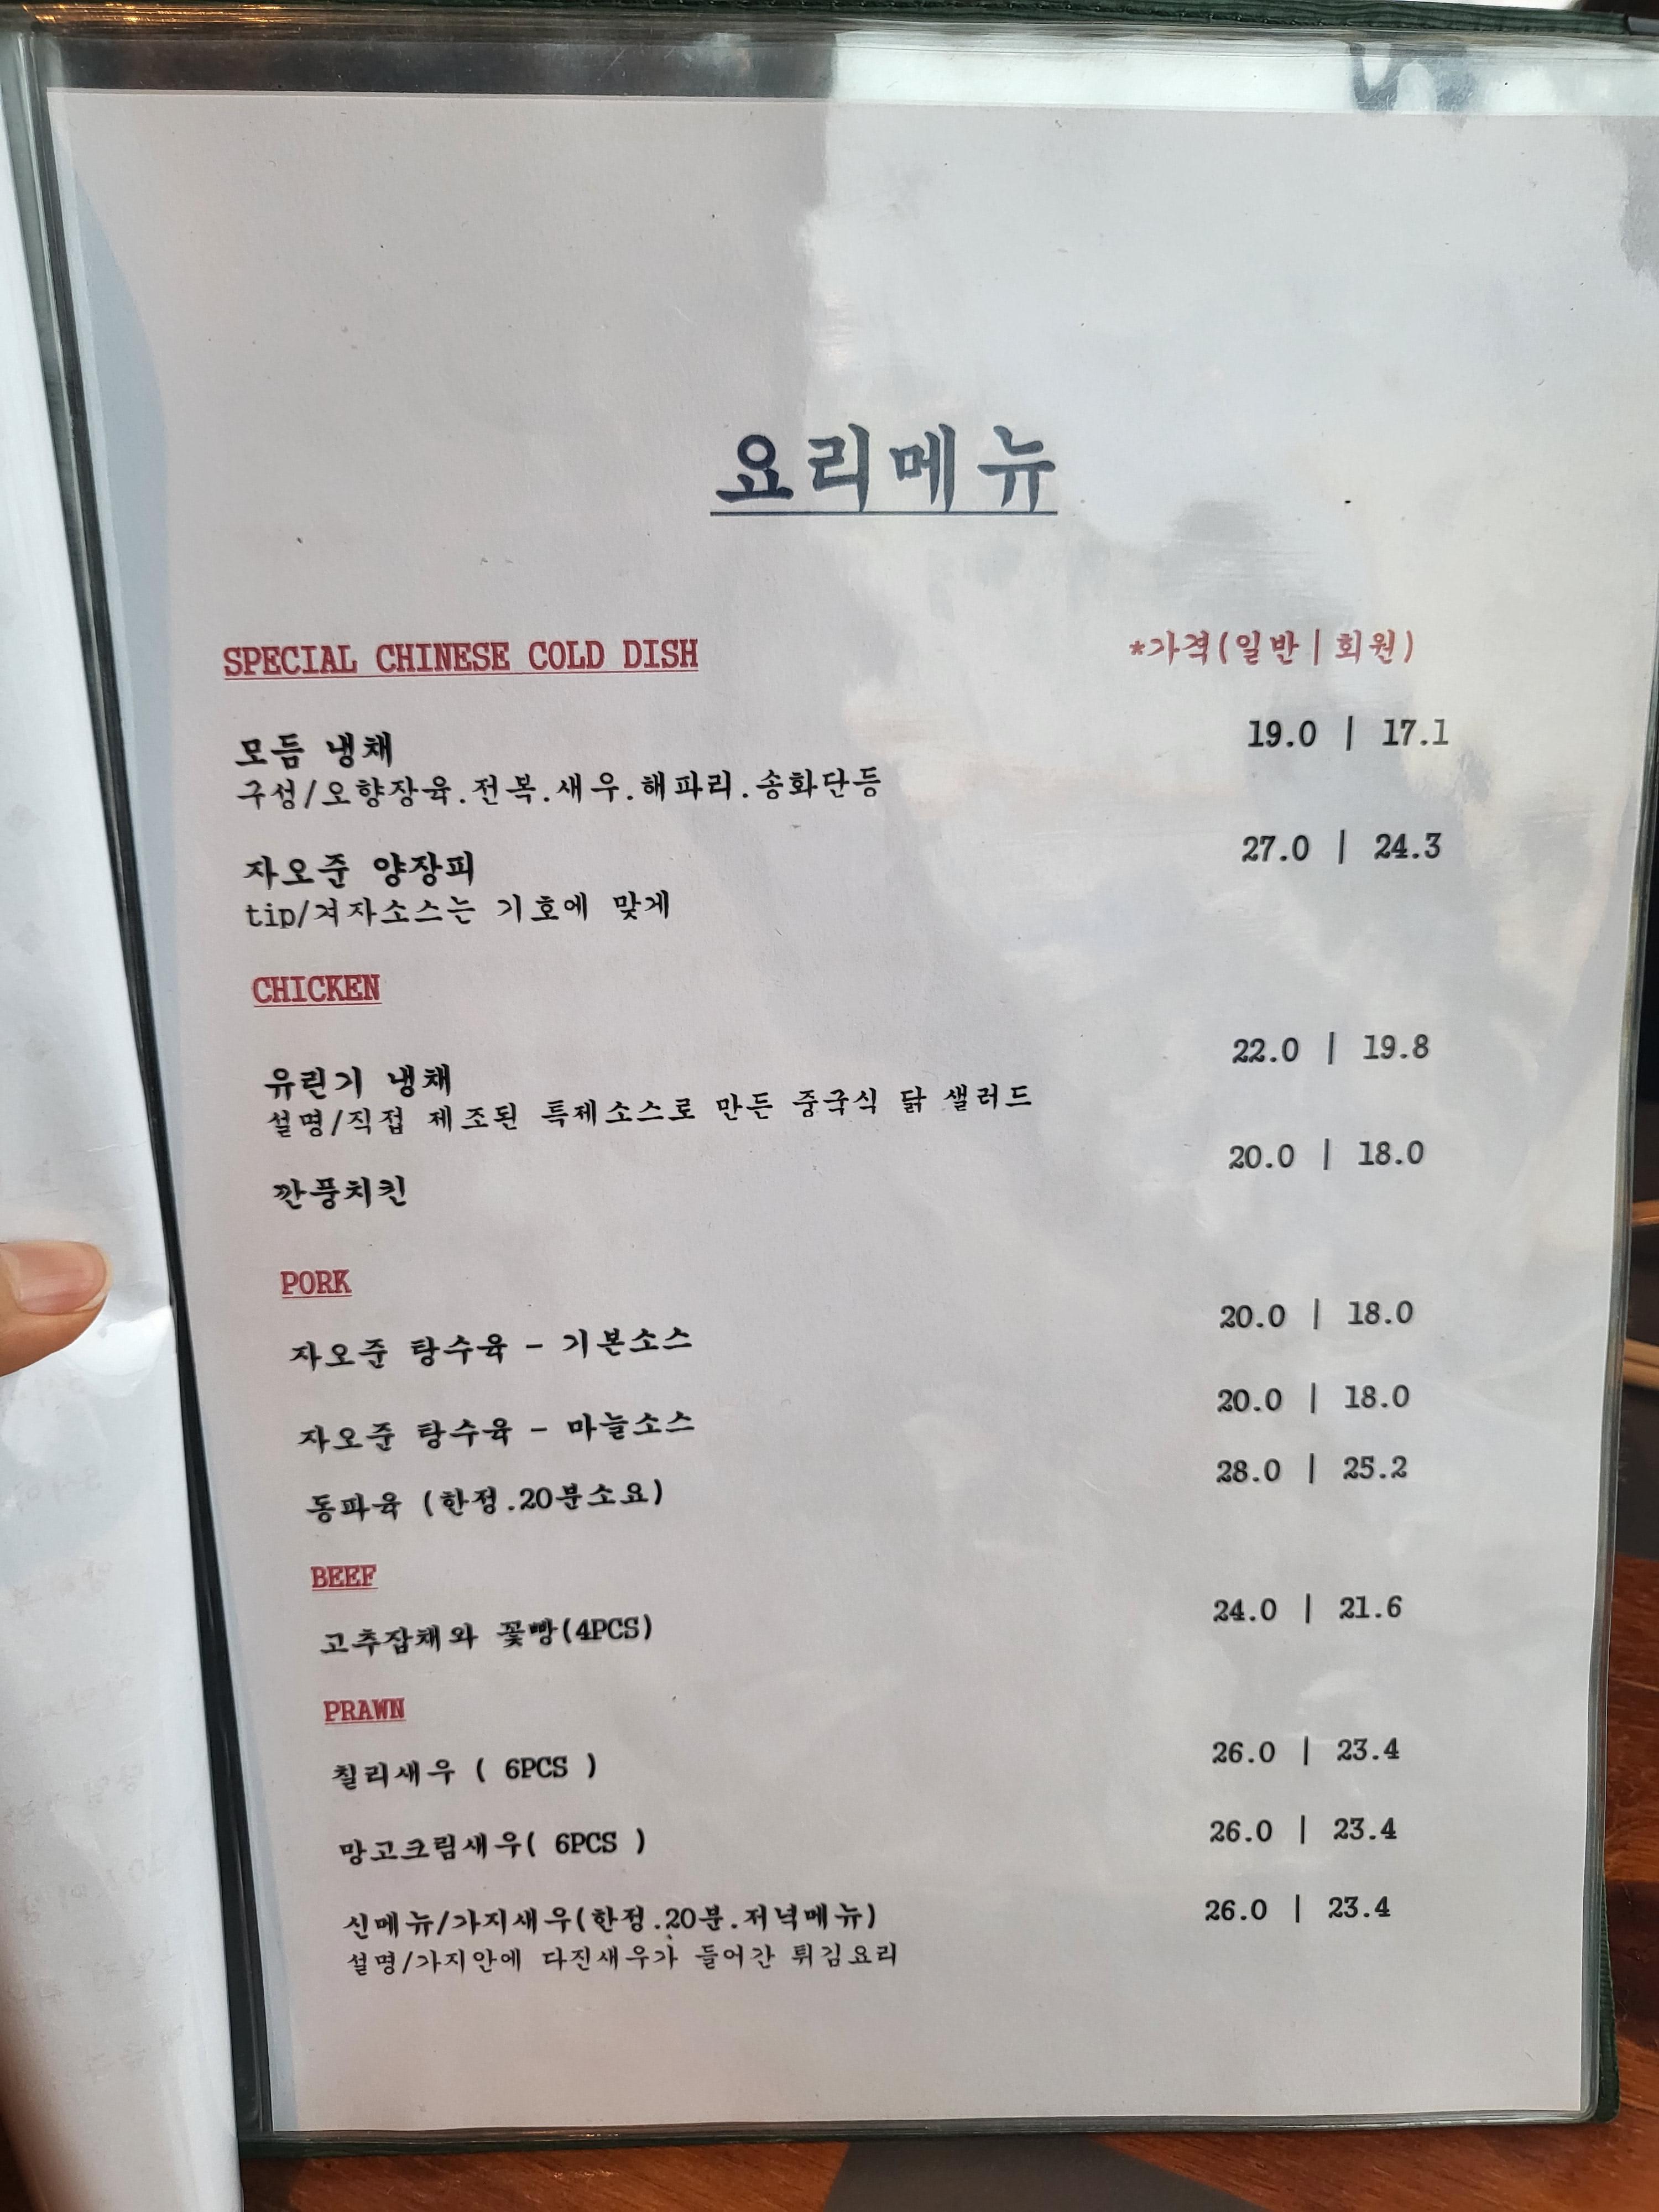 요리메뉴
SPECIAL CHINESE COLD DISH *가격(일반|회원)
모듬 냉채 19.0 | 17.1
구성/오향장육.전복.새우.해파리.송화단등
자오준 양장피 27.0 | 24.3
tip/겨자소스는 기호에 맞게
CHICKEN
유린기 냉채 22.0 | 19.8
설명/직접 제조된 특제소스로 만든 중국식 닭 샐러드
깐풍치킨 20.0 | 18.0
PORK
자오준 탕수육 - 기본소스 20.0 | 18.0
자오준 탕수육 - 마늘소스 20.0 | 18.0
동파육 (한정.20분소요) 28.0 | 25.2
BEEF
고추잡채와 꽃빵(4PCS) 24.0 | 21.6
PRAWN
칠리새우 ( 6PCS ) 26.0 | 23.4
망고크림새우( 6PCS ) 26.0 | 23.4
신메뉴/가지새우(한정.20분.저녁메뉴) 26.0 | 23.4
설명/가지안에 다진새우가 들어간 튀김요리